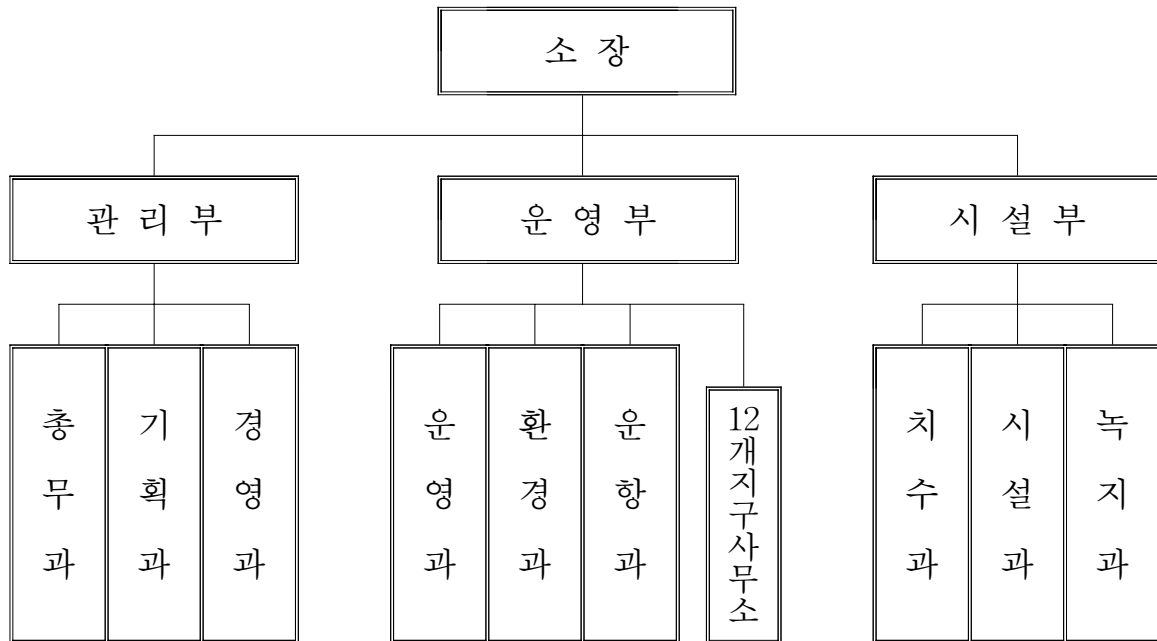 소 장
관 리 부
운 영 부
시 설 부
총무과
기획과
경영과
운영과
환경과
운항과
12개지구사무소
치수과
시설과
녹지과